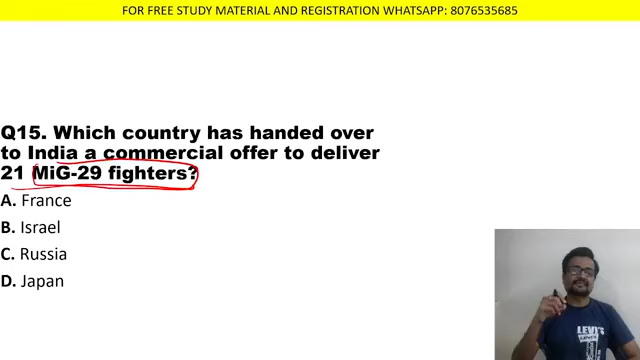 FOR FREE STUDY MATERIAL AND REGISTRATION WHATSAPP: 8076535685
Q15. Which country has handed over
to India a commercial offer to deliver
21 MiG-29 fighters?
A. France
B. Israel
C. Russia
D. Japan
LEVI'S